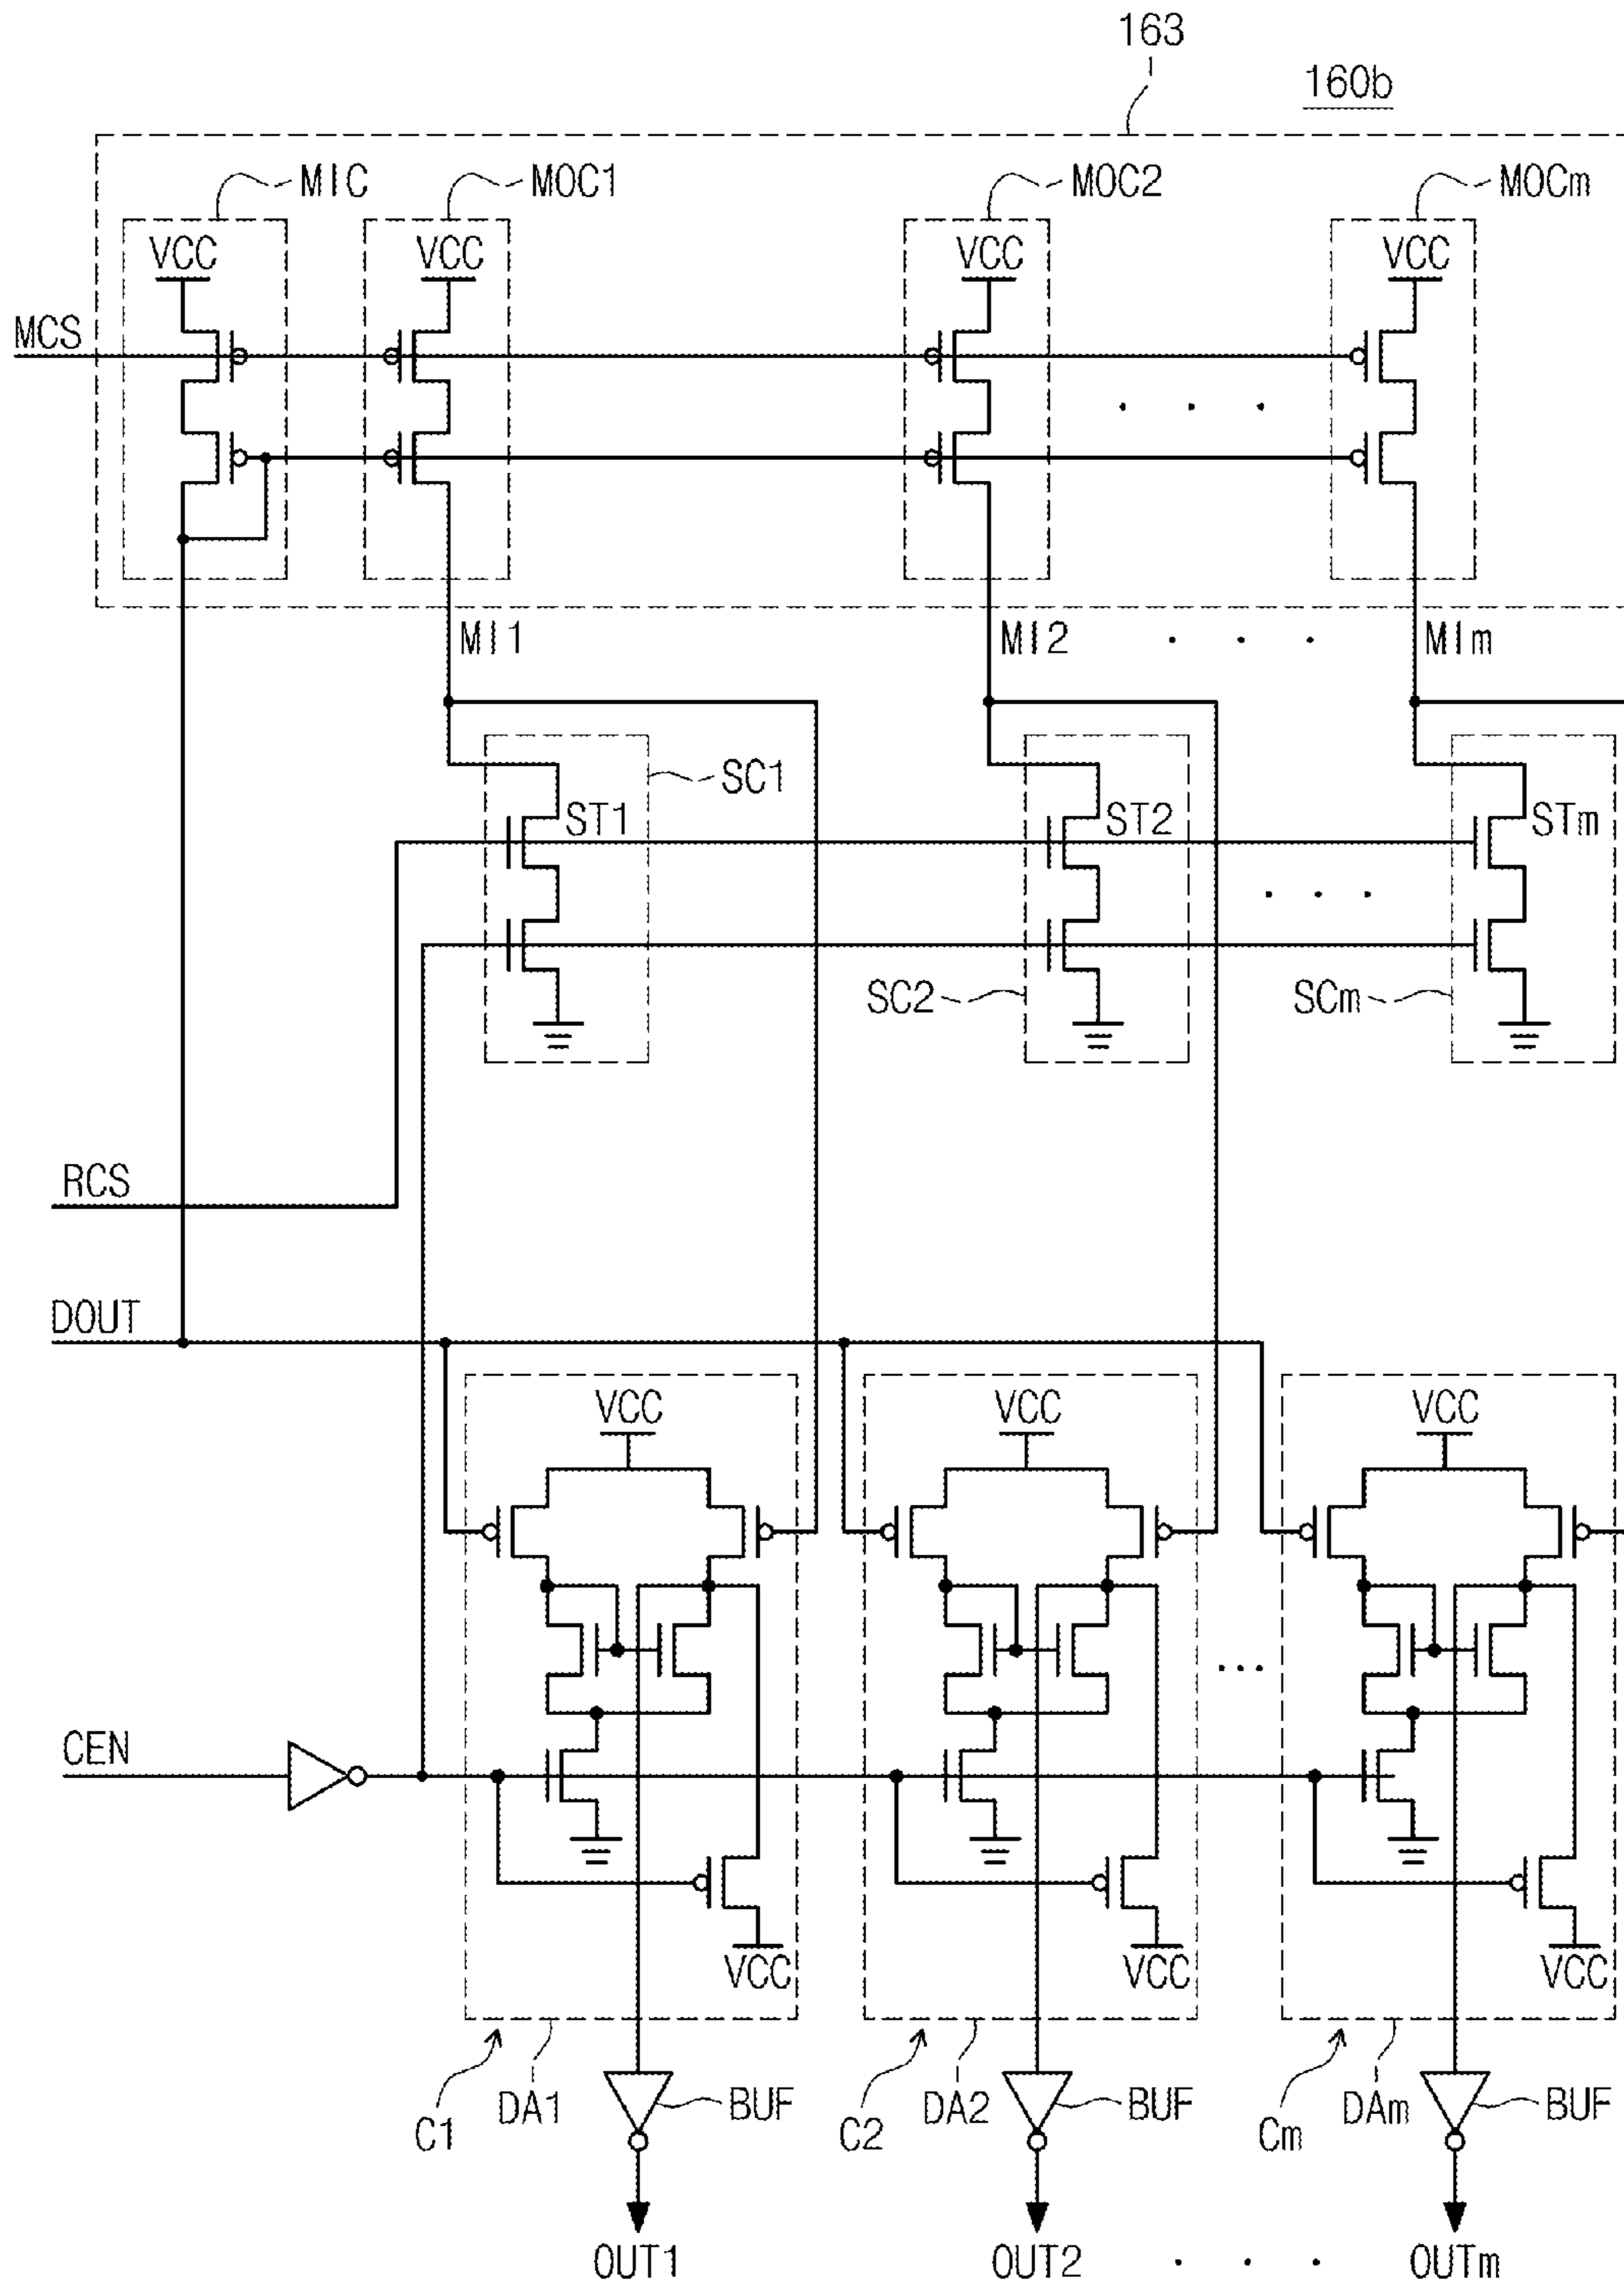 163
160b
MIC
MOC1
MOC2
MOCm
VCC
VCC
VCC
VCC
MCS
. . .
MI1
MI2
. . .
MIm
SC1
ST1
ST2
STm
. . .
SC2
SCm
RCS
DOUT
VCC
VCC
VCC
...
CEN
VCC
VCC
VCC
C1
DA1
BUF
C2
DA2
BUF
Cm
DAm
BUF
OUT1
OUT2
. . .
OUTm